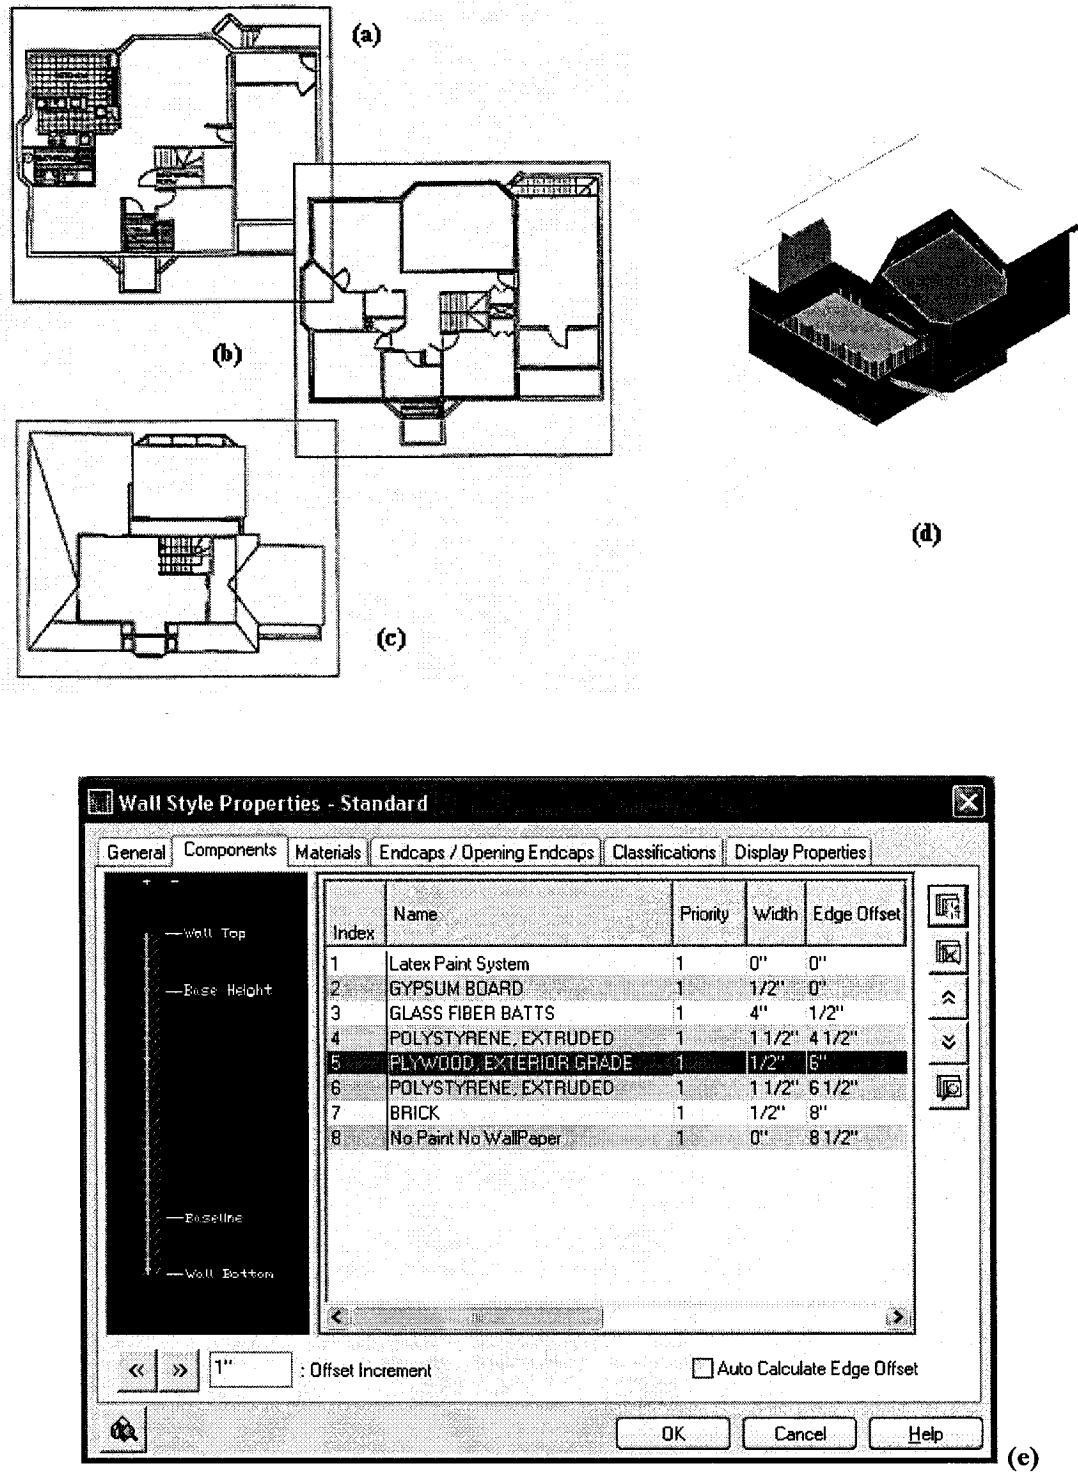 (a)
(b)
(c)
(d)
Wall Style Properties - Standard
General Components Materials Endcaps / Opening Endcaps Classifications Display Properties
+ -
Wall Top
Base Height
Baseline
Wall Bottom
Index Name Priority Width Edge Offset
1 Latex Paint System 1 0" 0"
2 GYPSUM BOARD 1 1/2" 0"
3 GLASS FIBER BATTS 1 4" 1/2"
4 POLYSTYRENE, EXTRUDED 1 1 1/2" 4 1/2"
5 PLYWOOD, EXTERIOR GRADE 1 1/2" 6"
6 POLYSTYRENE, EXTRUDED 1 1 1/2" 6 1/2"
7 BRICK 1 1/2" 8"
8 No Paint No WallPaper 1 0" 8 1/2"
1" : Offset Increment
Auto Calculate Edge Offset
OK Cancel Help
(e)